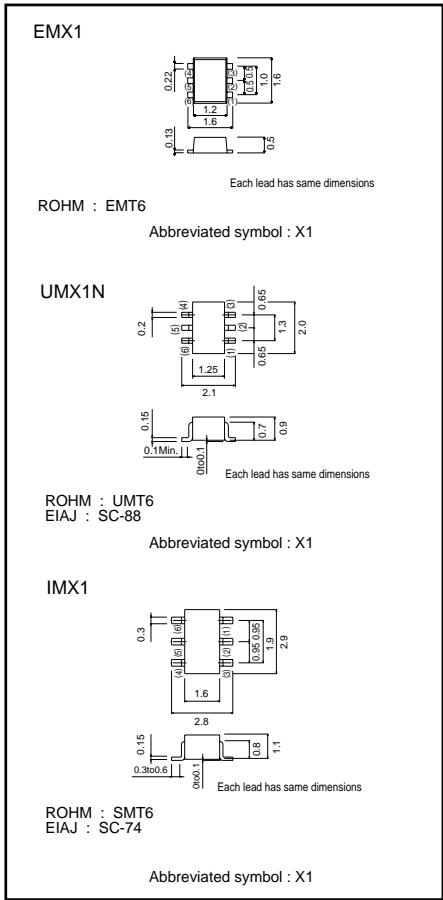 EMX1
0.22
(4)
(3)
(5)
(2)
(6)
(1)
0.5 0.5
1.0
1.6
1.2
1.6
0.13
0.5
Each lead has same dimensions
ROHM : EMT6
Abbreviated symbol : X1
UMX1N
0.2
(4)
(3)
(5)
(2)
(6)
(1)
0.65
0.65
1.3
2.0
1.25
2.1
0.15
0.1Min.
0to0.1
0.7
0.9
Each lead has same dimensions
ROHM : UMT6
EIAJ : SC-88
Abbreviated symbol : X1
IMX1
0.3
(6)
(1)
(5)
(2)
(4)
(3)
0.95 0.95
1.9
2.9
1.6
2.8
0.15
0.3to0.6
0to0.1
0.8
1.1
Each lead has same dimensions
ROHM : SMT6
EIAJ : SC-74
Abbreviated symbol : X1